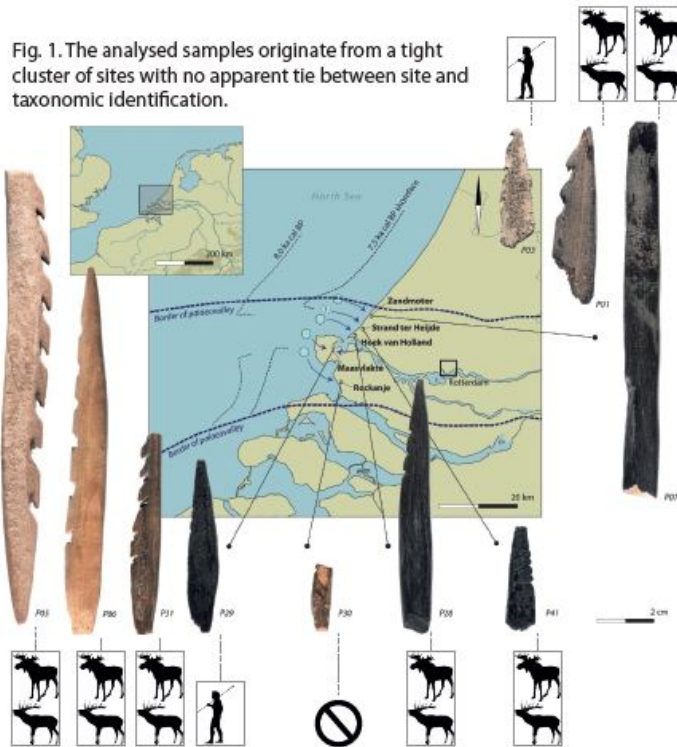 Fig. 1. The analysed samples originate from a tight
cluster of sites with no apparent tie between site and
taxonomic identification.
North Sea
8,0 ka cal BP
7,5 ka cal BP shoreface
200 km
P03
P01
Border of palaeovalley
Zandmotor
Strand ter Heijde
Hoek van Holland
Maasvlakte
Rotterdam
Rockanje
Border of palaeovalley
20 km
P07
P05
P86
P31
P29
P30
P28
P41
2 cm